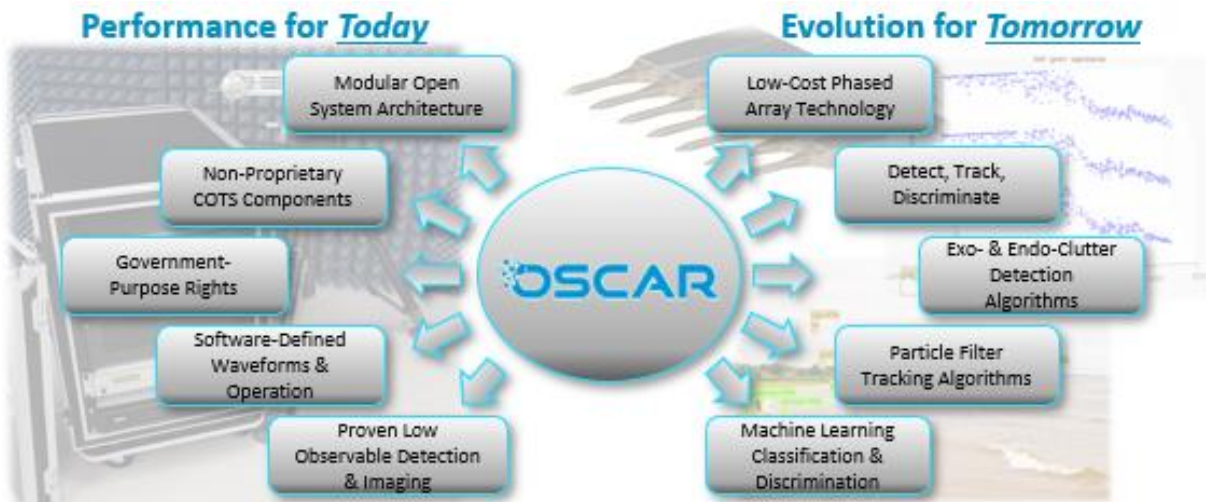 Performance for Today
Modular Open
System Architecture
Non-Proprietary
COTS Components
Government-
Purpose Rights
Software-Defined
Waveforms &
Operation
Proven Low
Observable Detection
& Imaging
OSCAR
Evolution for Tomorrow
Low-Cost Phased
Array Technology
Detect, Track,
Discriminate
Exo- & Endo-Clutter
Detection
Algorithms
Particle Filter
Tracking Algorithms
Machine Learning
Classification &
Discrimination